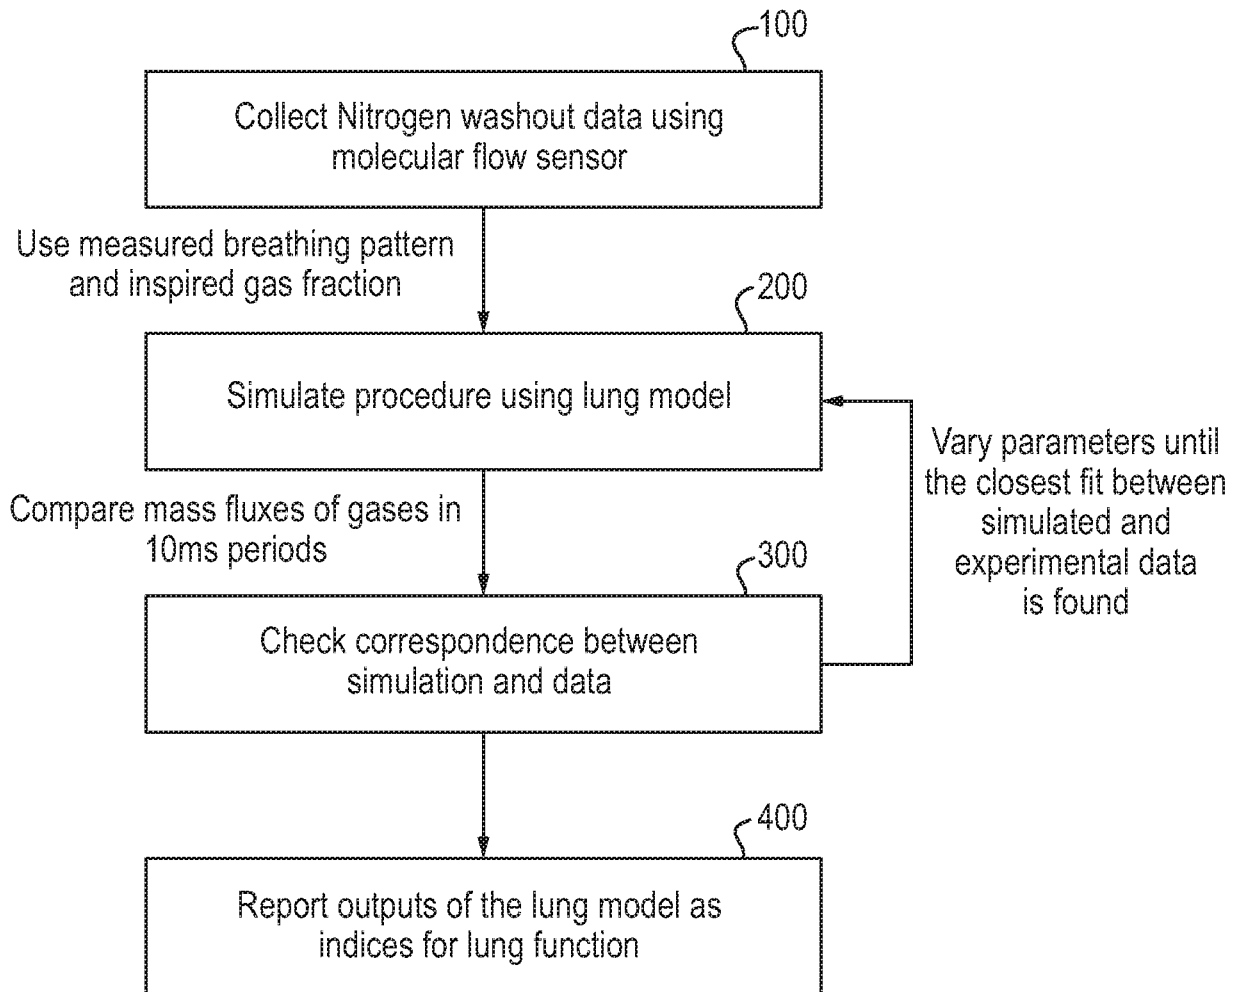 100
Collect Nitrogen washout data using
molecular flow sensor
Use measured breathing pattern
and inspired gas fraction
200
Simulate procedure using lung model
Vary parameters until
the closest fit between
simulated and
experimental data
is found
Compare mass fluxes of gases in
10ms periods
300
Check correspondence between
simulation and data
400
Report outputs of the lung model as
indices for lung function